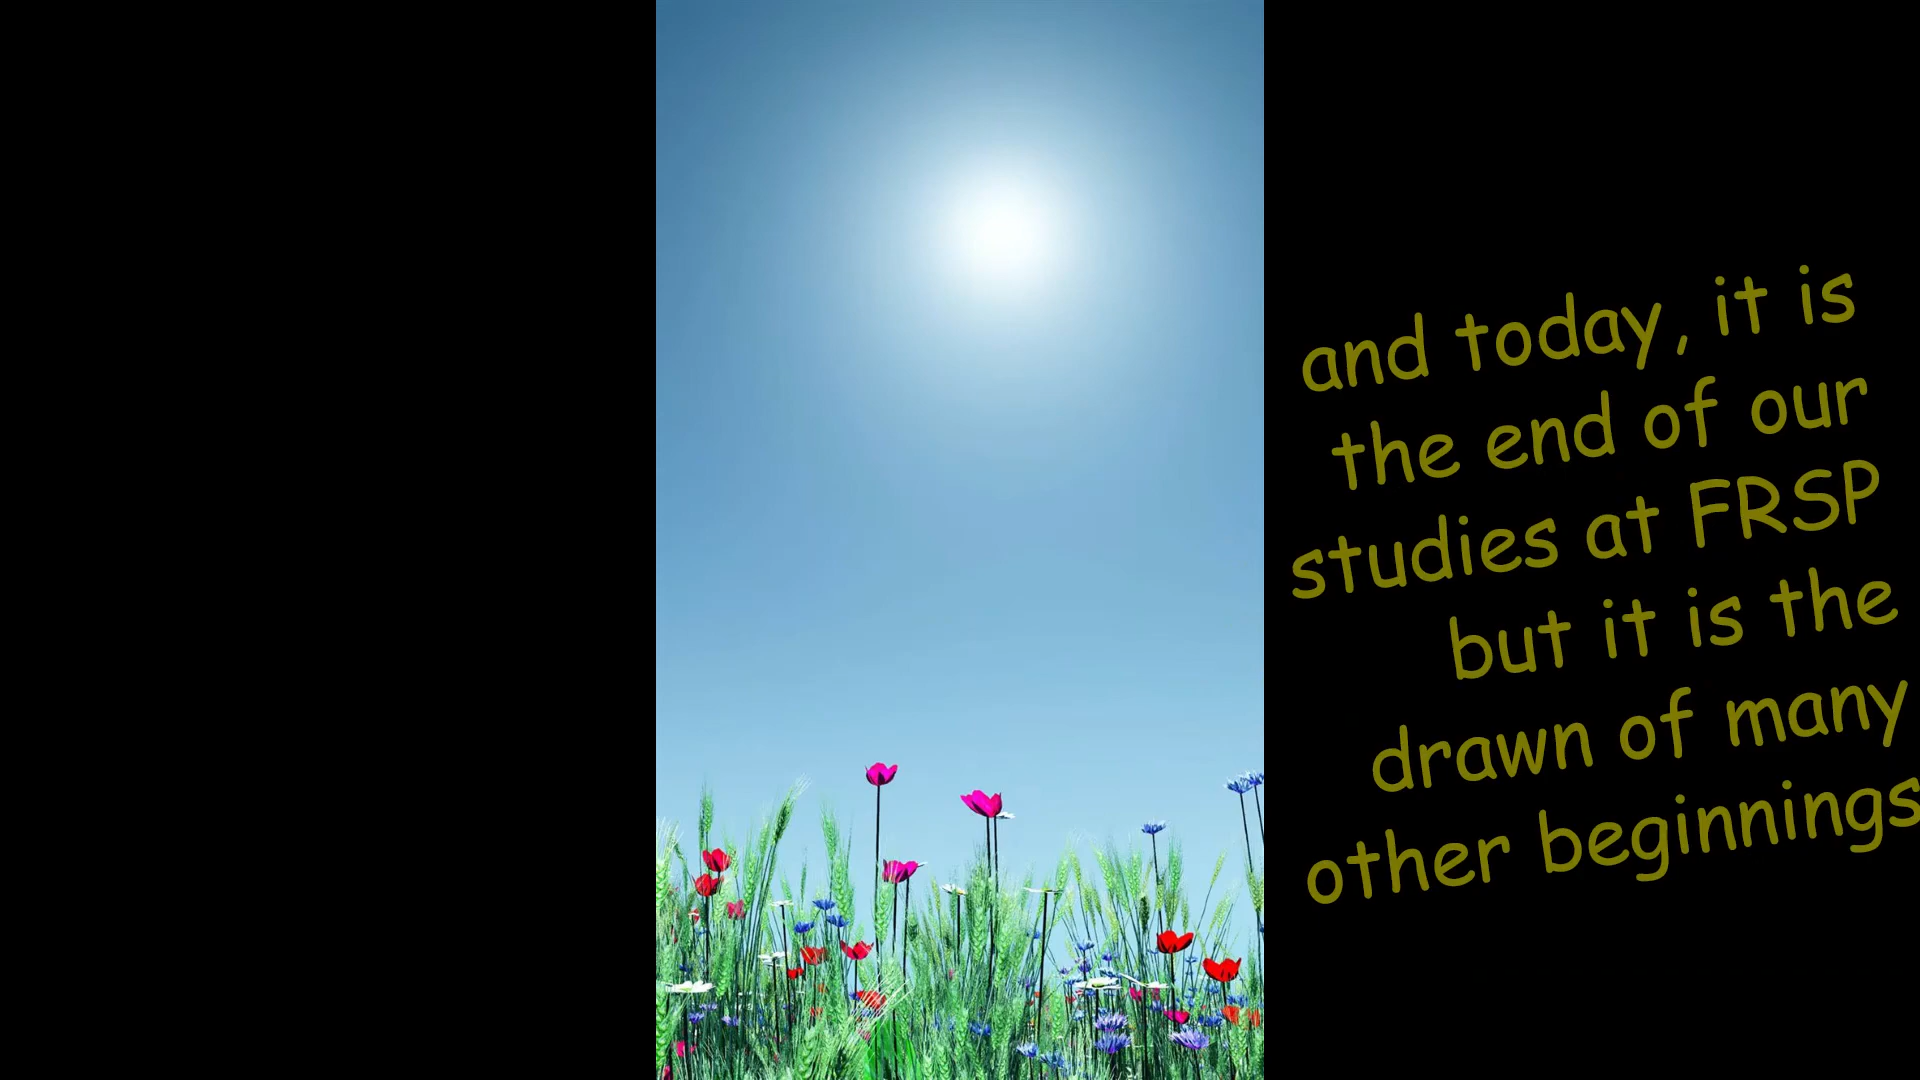 and today, it is
the end of our
studies at FRSP
but it is the
drawn of many
other beginnings